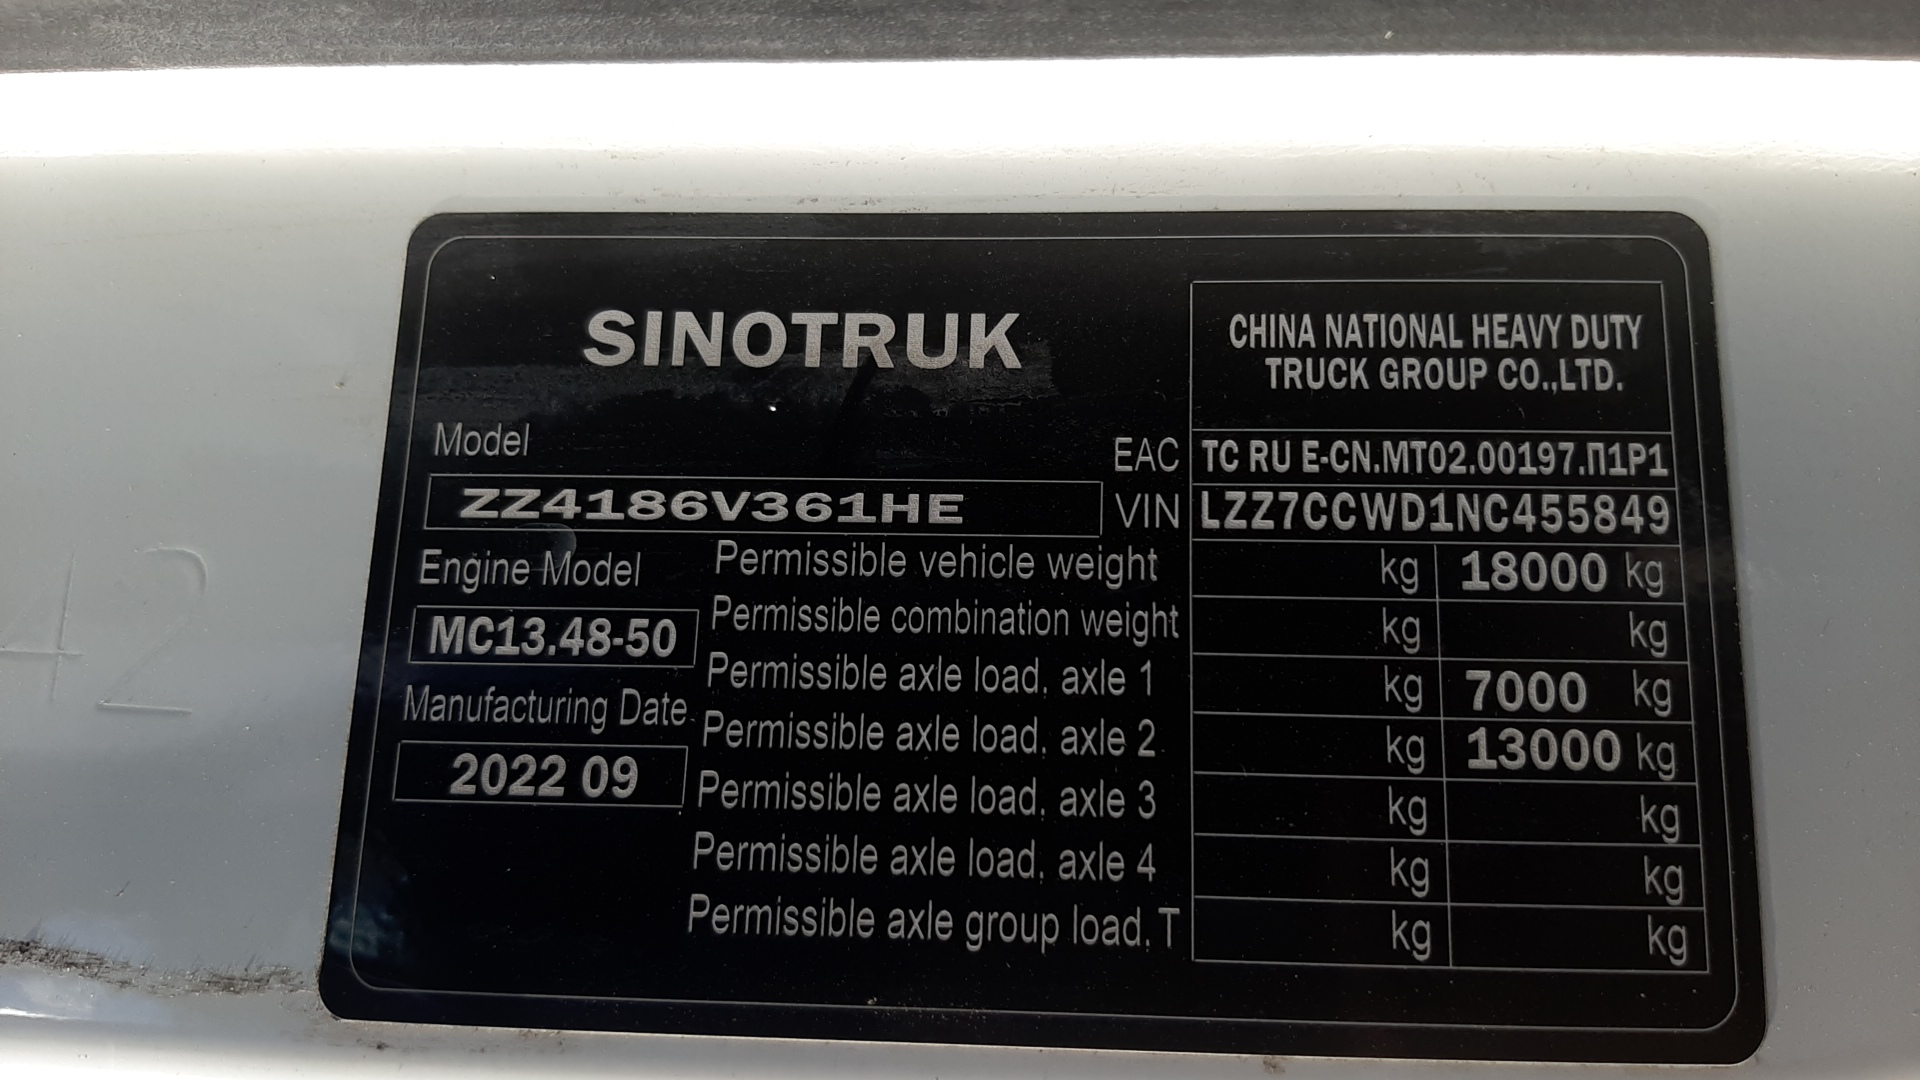 SINOTRUK
CHINA NATIONAL HEAVY DUTY
TRUCK GROUP CO.,LTD.
Model
EAC TC RU E-CN.MT02.00197.П1P1
ZZ4186V361HE
VIN LZZ7CCWD1NC455849
Engine Model
MC13.48-50
Manufacturing Date
2022 09
Permissible vehicle weight kg 18000 kg
Permissible combination weight kg kg
Permissible axle load. axle 1 kg 7000 kg
Permissible axle load. axle 2 kg 13000 kg
Permissible axle load. axle 3 kg kg
Permissible axle load. axle 4 kg kg
Permissible axle group load. T kg kg
42